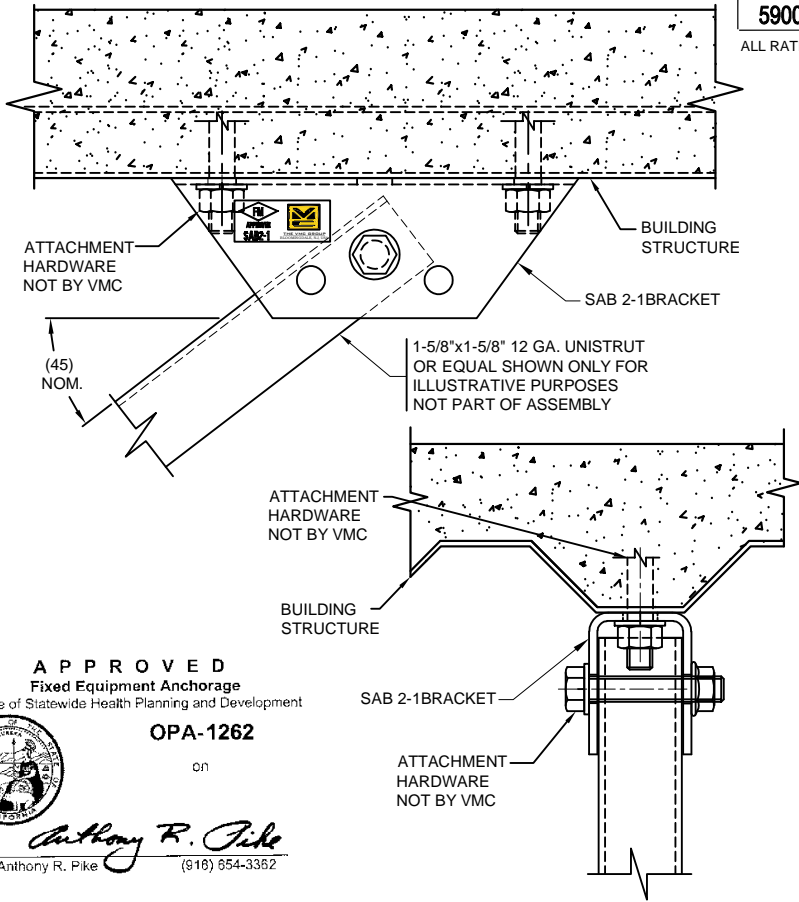 5900
ALL RAT
ATTACHMENT
HARDWARE
NOT BY VMC
FM
APPROVED
SAB2-1
THE VMC GROUP
BUILDING
STRUCTURE
SAB 2-1BRACKET
(45)
NOM.
1-5/8"x1-5/8" 12 GA. UNISTRUT
OR EQUAL SHOWN ONLY FOR
ILLUSTRATIVE PURPOSES
NOT PART OF ASSEMBLY
ATTACHMENT
HARDWARE
NOT BY VMC
BUILDING
STRUCTURE
SAB 2-1BRACKET
ATTACHMENT
HARDWARE
NOT BY VMC
APPROVED
Fixed Equipment Anchorage
e of Statewide Health Planning and Development
OPA-1262
on
Anthony R. Pike
Anthony R. Pike (916) 654-3362